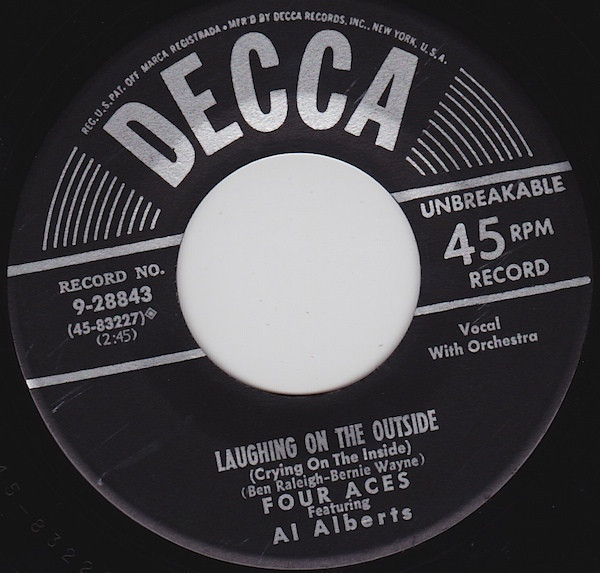 REG. U.S. PAT. OFF. MARCA REGISTRADA • MF'R'D BY DECCA RECORDS, INC., NEW YORK, U.S.A.
DECCA
RECORD NO.
9-28843
(45-83227)
(2:45)
UNBREAKABLE
45 RPM
RECORD
Vocal
With Orchestra
LAUGHING ON THE OUTSIDE
(Crying On The Inside)
(Ben Raleigh-Bernie Wayne)
FOUR ACES
Featuring
Al Alberts